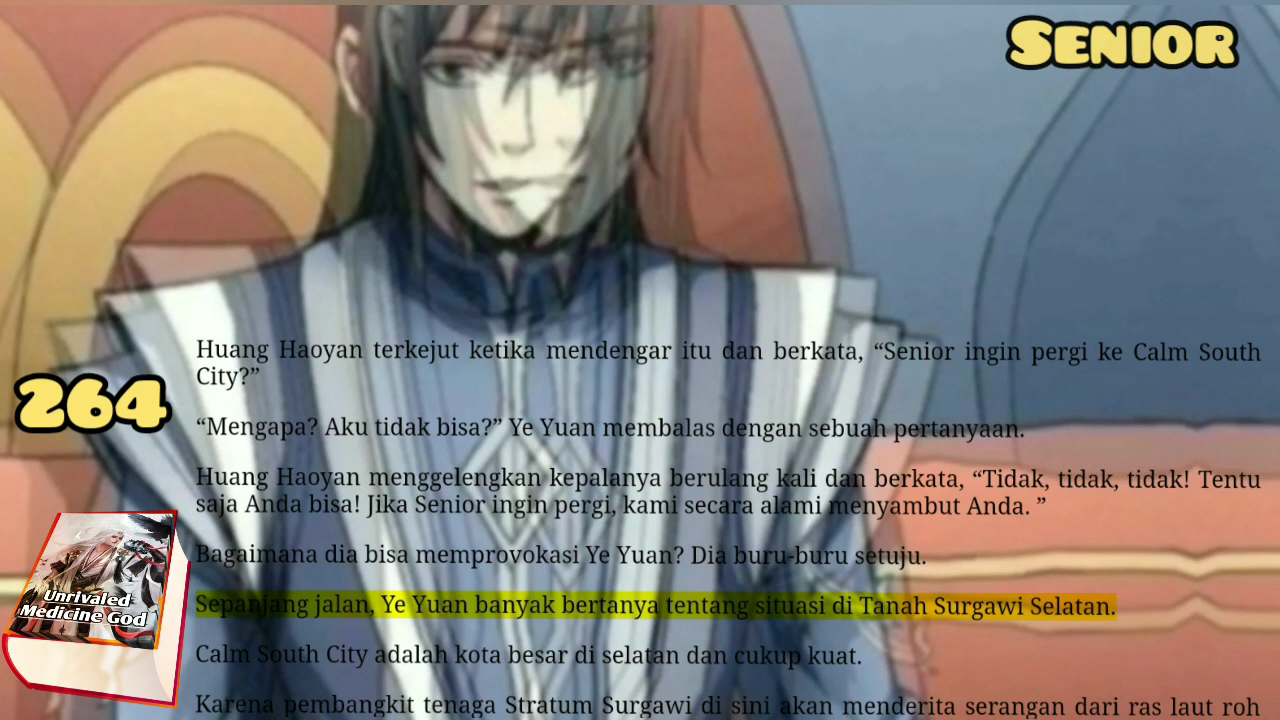 SENIOR
Huang Haoyan terkejut ketika mendengar itu dan berkata, “Senior ingin pergi ke Calm South
City?”
264
“Mengapa? Aku tidak bisa?” Ye Yuan membalas dengan sebuah pertanyaan.
Huang Haoyan menggelengkan kepalanya berulang kali dan berkata, “Tidak, tidak, tidak! Tentu
saja Anda bisa! Jika Senior ingin pergi, kami secara alami menyambut Anda. ”
Bagaimana dia bisa memprovokasi Ye Yuan? Dia buru-buru setuju.
Sepanjang jalan, Ye Yuan banyak bertanya tentang situasi di Tanah Surgawi Selatan.
Unrivaled
Medicine God
Calm South City adalah kota besar di selatan dan cukup kuat.
Karena pembangkit tenaga Stratum Surgawi di sini akan menderita serangan dari ras laut roh